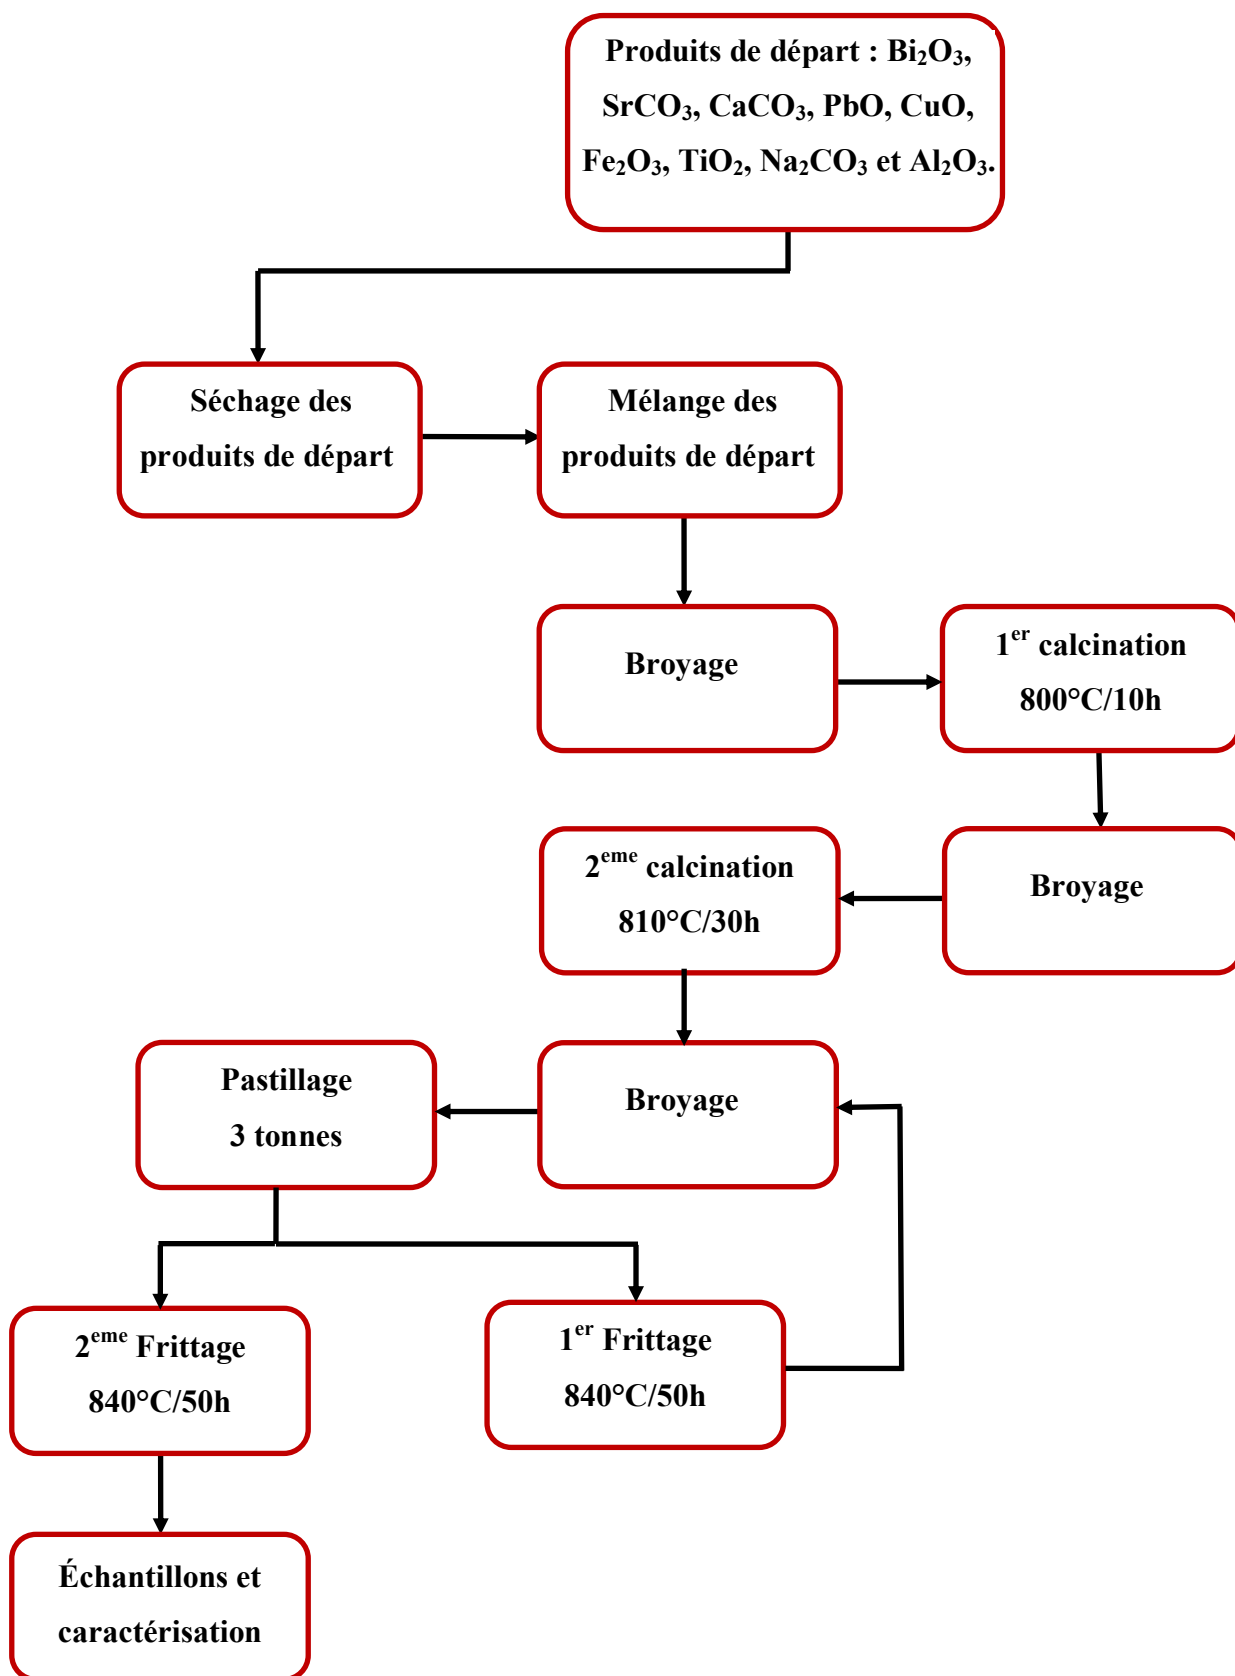 Produits de départ : Bi₂O₃,
SrCO₃, CaCO₃, PbO, CuO,
Fe₂O₃, TiO₂, Na₂CO₃ et Al₂O₃.
Séchage des
produits de départ
Mélange des
produits de départ
Broyage
1ᵉʳ calcination
800°C/10h
Broyage
2ᵉᵐᵉ calcination
810°C/30h
Broyage
Pastillage
3 tonnes
1ᵉʳ Frittage
840°C/50h
2ᵉᵐᵉ Frittage
840°C/50h
Échantillons et
caractérisation